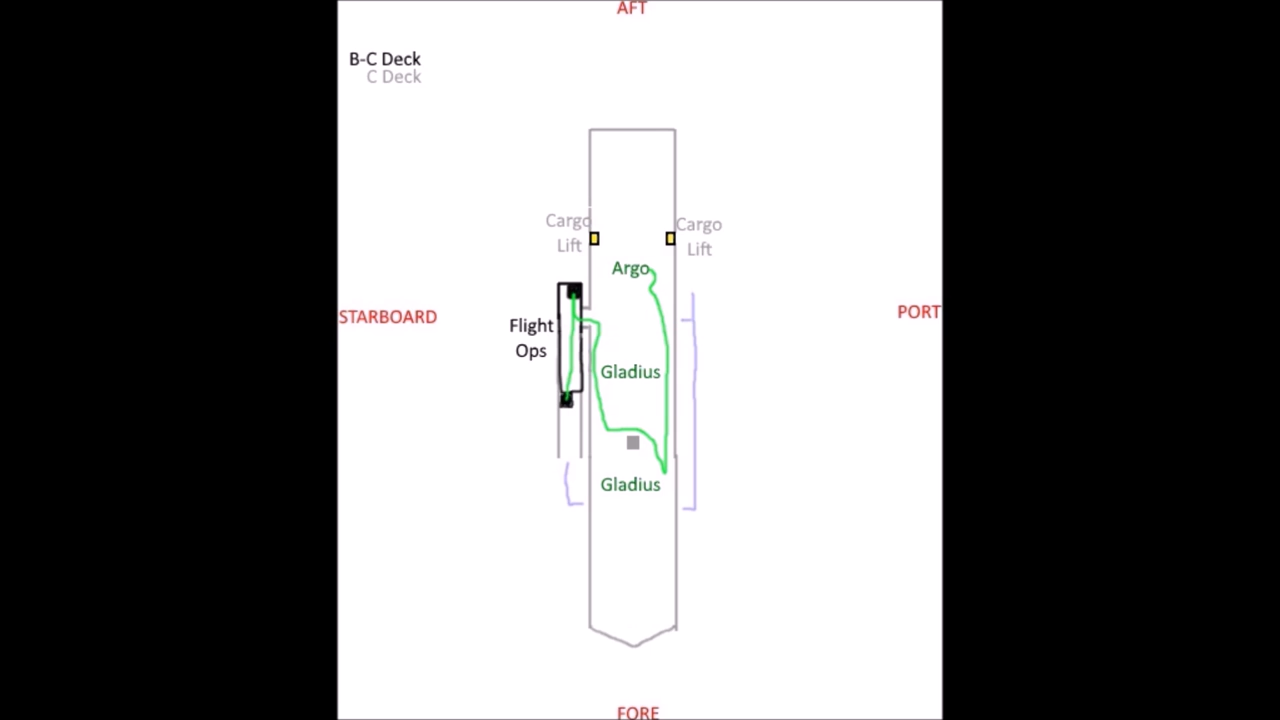 AFT
B-C Deck
C Deck
Cargo
Lift
Cargo
Lift
Argo
STARBOARD
PORT
Flight
Ops
Gladius
Gladius
FORE